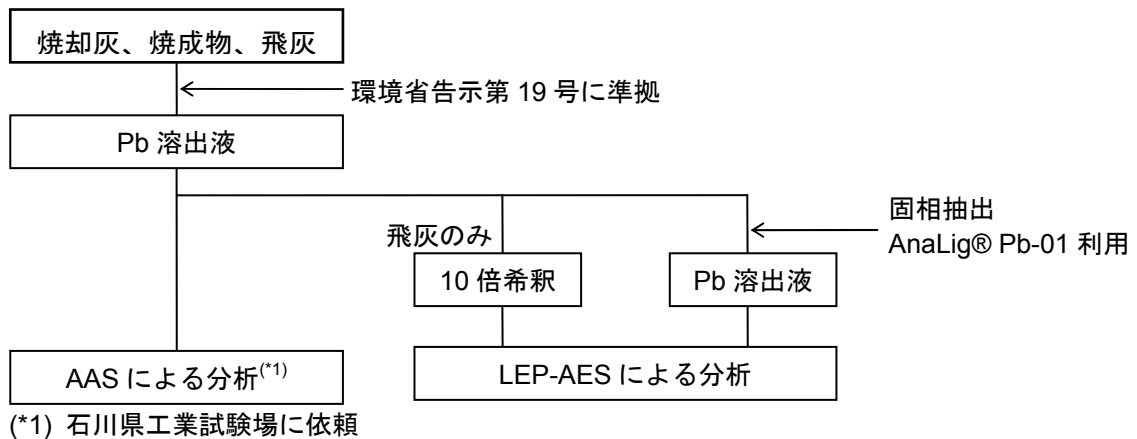 焼却灰、焼成物、飛灰
環境省告示第 19 号に準拠
Pb 溶出液
固相抽出
AnaLig® Pb-01 利用
飛灰のみ
10 倍希釈
Pb 溶出液
AAS による分析(*1)
LEP-AES による分析
(*1) 石川県工業試験場に依頼